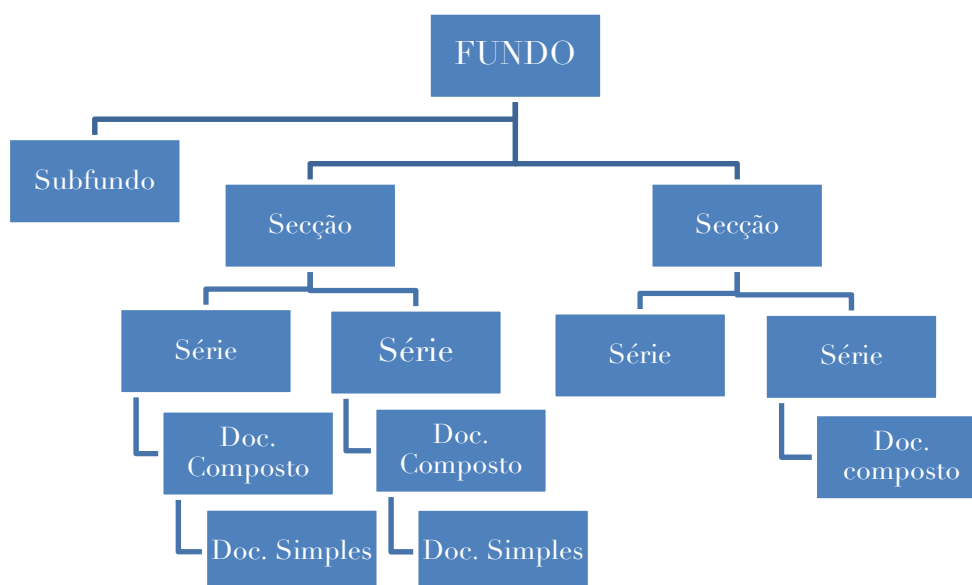 FUNDO
Subfundo
Secção
Secção
Série
Série
Série
Série
Doc.
Composto
Doc.
Composto
Doc.
composto
Doc. Simples
Doc. Simples